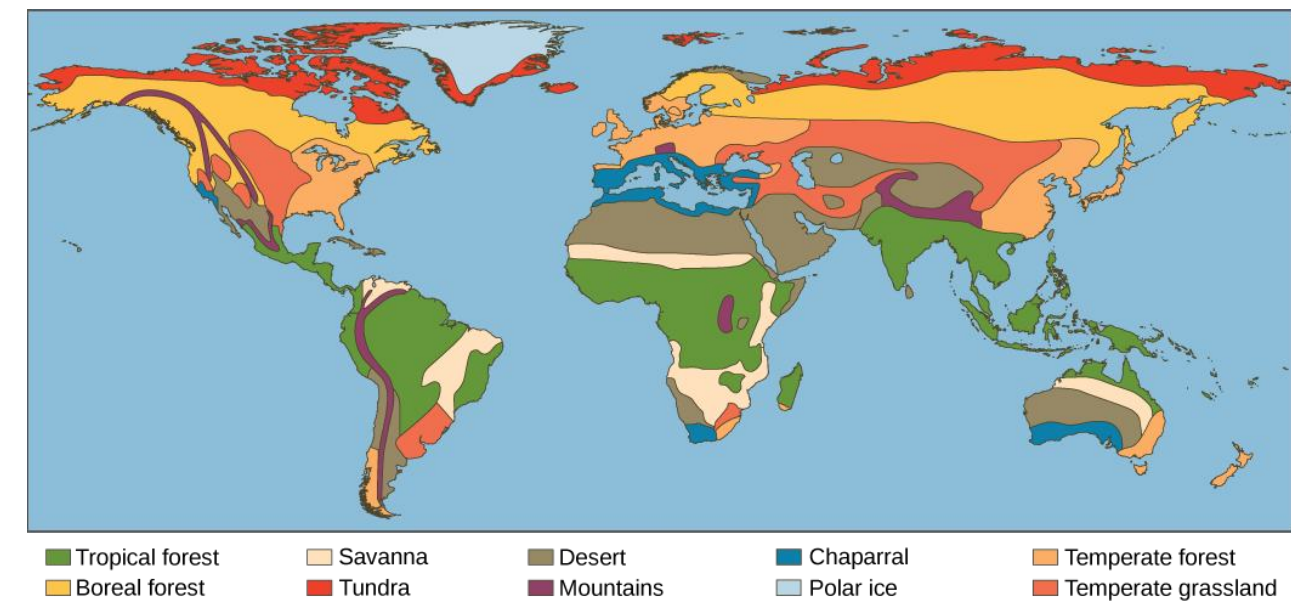 Tropical forest Savanna Desert Chaparral Temperate forest
Boreal forest Tundra Mountains Polar ice Temperate grassland